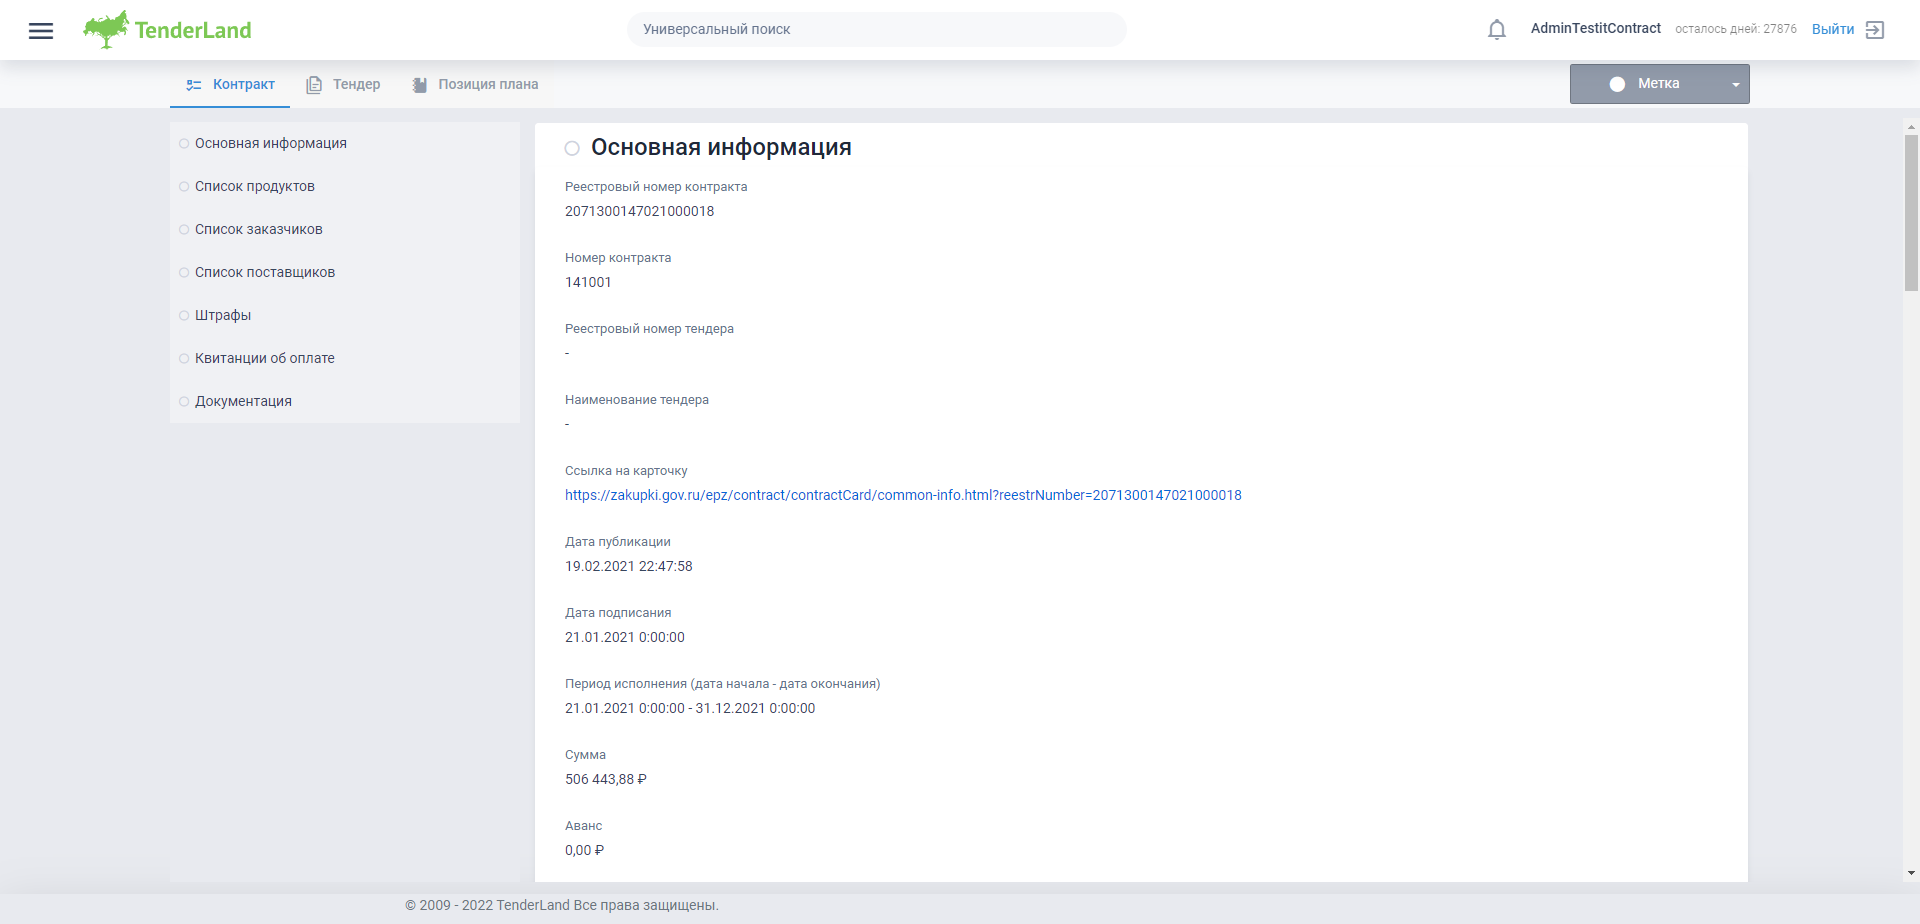 TenderLand
Универсальный поиск
AdminTestitContract осталось дней: 27876 Выйти
Контракт Тендер Позиция плана
Метка
Основная информация
Список продуктов
Список заказчиков
Список поставщиков
Штрафы
Квитанции об оплате
Документация
Основная информация
Реестровый номер контракта
2071300147021000018
Номер контракта
141001
Реестровый номер тендера
-
Наименование тендера
-
Ссылка на карточку
https://zakupki.gov.ru/epz/contract/contractCard/common-info.html?reestrNumber=2071300147021000018
Дата публикации
19.02.2021 22:47:58
Дата подписания
21.01.2021 0:00:00
Период исполнения (дата начала - дата окончания)
21.01.2021 0:00:00 - 31.12.2021 0:00:00
Сумма
506 443,88 ₽
Аванс
0,00 ₽
© 2009 - 2022 TenderLand Все права защищены.